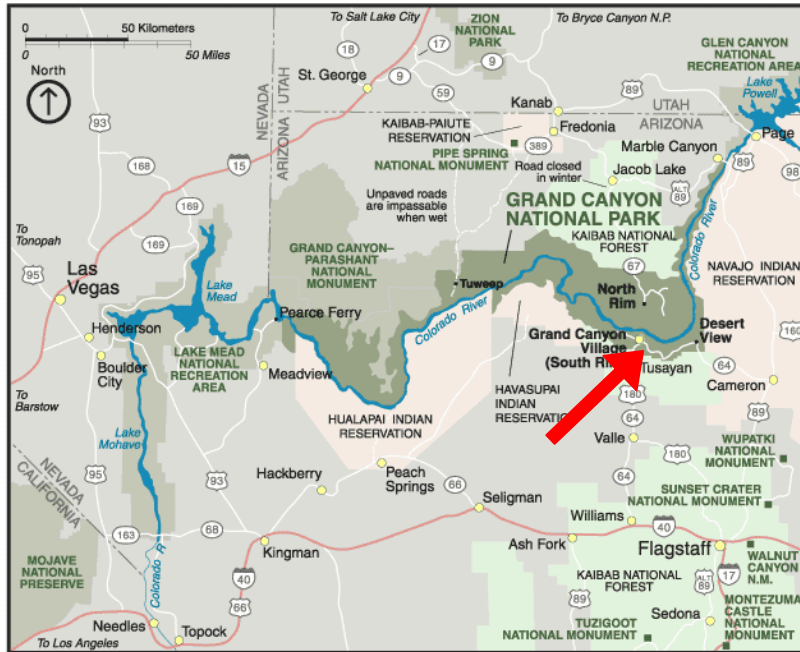 To Salt Lake City
ZION
NATIONAL
PARK
To Bryce Canyon N.P.
GLEN CANYON
NATIONAL
RECREATION AREA
0 50 Kilometers
0 50 Miles
North
18
17
9
9
59
89
St. George
Lake
Powell
NEVADA
UTAH
ARIZONA
Kanab
UTAH
ARIZONA
KAIBAB-PAIUTE
RESERVATION
Fredonia
Page
93
389
Marble Canyon
89
98
PIPE SPRING
NATIONAL MONUMENT
Road closed
in winter
Jacob Lake
168
15
ALT
89
Unpaved roads
are impassable
when wet
GRAND CANYON
NATIONAL PARK
KAIBAB NATIONAL
FOREST
Colorado River
169
169
To
Tonopah
95
GRAND CANYON–
PARASHANT
NATIONAL
MONUMENT
67
NAVAJO INDIAN
RESERVATION
Las
Vegas
Lake
Mead
Tuweep
North
Rim
Colorado River
Pearce Ferry
Henderson
Grand Canyon
Village
(South Ri
Desert
View
160
Boulder
City
LAKE MEAD
NATIONAL
RECREATION
AREA
Meadview
Tusayan
64
Cameron
HAVASUPAI
INDIAN
RESERVATIO
To
Barstow
180
64
89
HUALAPAI INDIAN
RESERVATION
Lake
Mohave
Valle
180
WUPATKI
NATIONAL
MONUMENT
NEVADA
CALIFORNIA
95
93
Hackberry
Peach
Springs
66
Seligman
64
SUNSET CRATER
NATIONAL MONUMENT
Williams
40
163
68
Kingman
Ash Fork
Flagstaff
WALNUT
CANYON
N.M.
MOJAVE
NATIONAL
PRESERVE
Colorado R
40
66
KAIBAB NATIONAL
FOREST
89
ALT
89
17
MONTEZUMA
CASTLE
NATIONAL
MONUMENT
Needles
Topock
Sedona
TUZIGOOT
NATIONAL MONUMENT
To Los Angeles